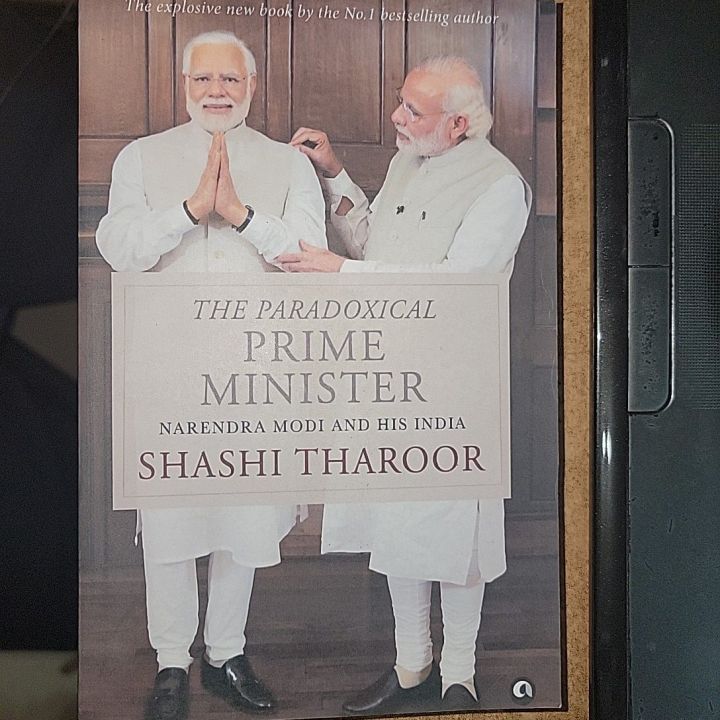 The explosive new book by the No.1 bestselling author
THE PARADOXICAL
PRIME
MINISTER
NARENDRA MODI AND HIS INDIA
SHASHI THAROOR
a